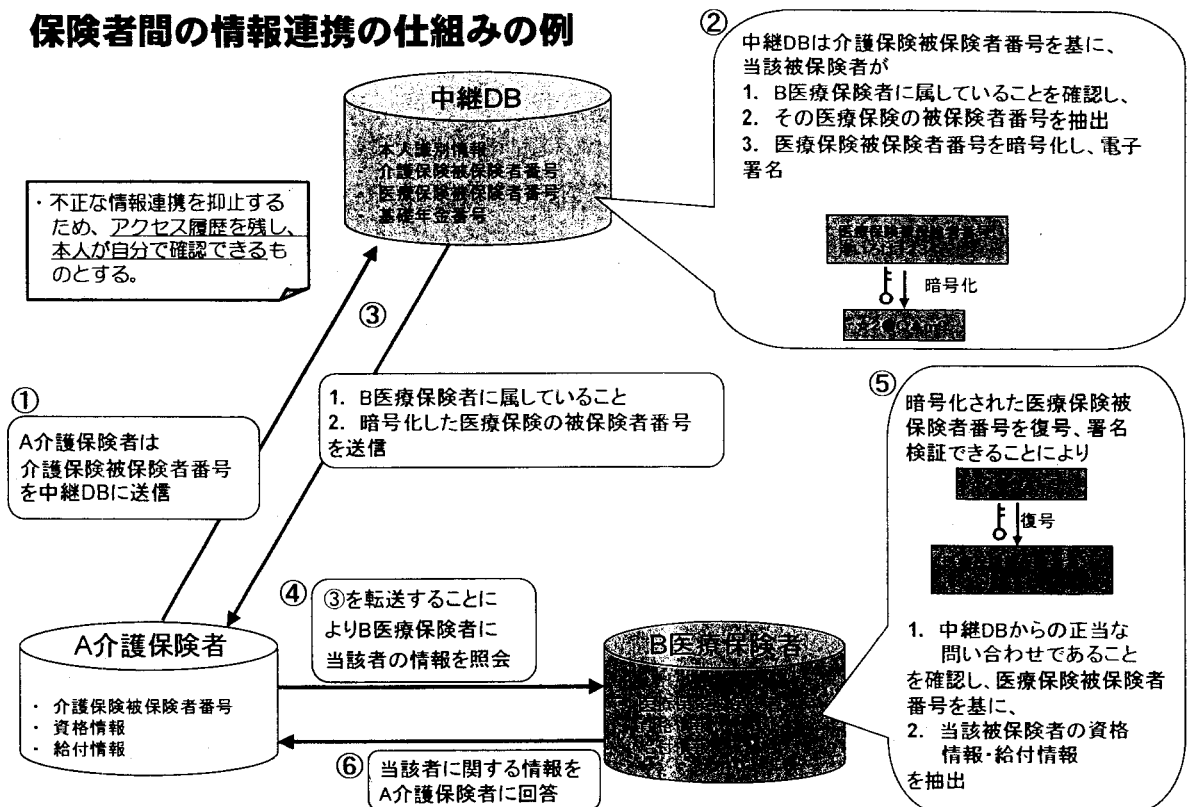 保険者間の情報連携の仕組みの例
中継DB
・ 本人識別情報
・ 介護保険被保険者番号
・ 医療保険被保険者番号
・ 基礎年金番号
・不正な情報連携を抑止する
ため、アクセス履歴を残し、
本人が自分で確認できるも
のとする。
①
A介護保険者は
介護保険被保険者番号
を中継DBに送信
②
中継DBは介護保険被保険者番号を基に、
当該被保険者が
1. B医療保険者に属していることを確認し、
2. その医療保険の被保険者番号を抽出
3. 医療保険被保険者番号を暗号化し、電子
署名
医療保険被保険者番号
暗号化
③
1. B医療保険者に属していること
2. 暗号化した医療保険の被保険者番号
を送信
④
③を転送することに
よりB医療保険者に
当該者の情報を照会
A介護保険者
・ 介護保険被保険者番号
・ 資格情報
・ 給付情報
B医療保険者
⑤
暗号化された医療保険被
保険者番号を復号、署名
検証できることにより
復号
1. 中継DBからの正当な
問い合わせであること
を確認し、医療保険被保険者
番号を基に、
2. 当該被保険者の資格
情報・給付情報
を抽出
⑥
当該者に関する情報を
A介護保険者に回答